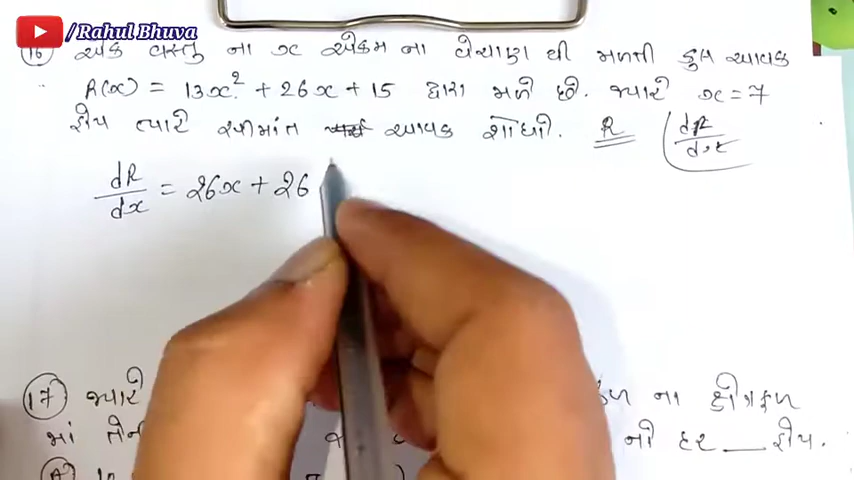 /Rahul Bhuva
16 એક વસ્તુ ના x એકમ ના વેચાણ થી મળતી કુલ આવક
R(x) = 13x² + 26x + 15 દ્વારા મળે છે. જ્યારે x = 7
હોય ત્યારે સીમાંત આવક શોધો. R dR/dx
dR/dx = 26x + 26
17 જ્યારે ના ક્ષેત્રફળ
માં તેની નો દર ___ હોય.